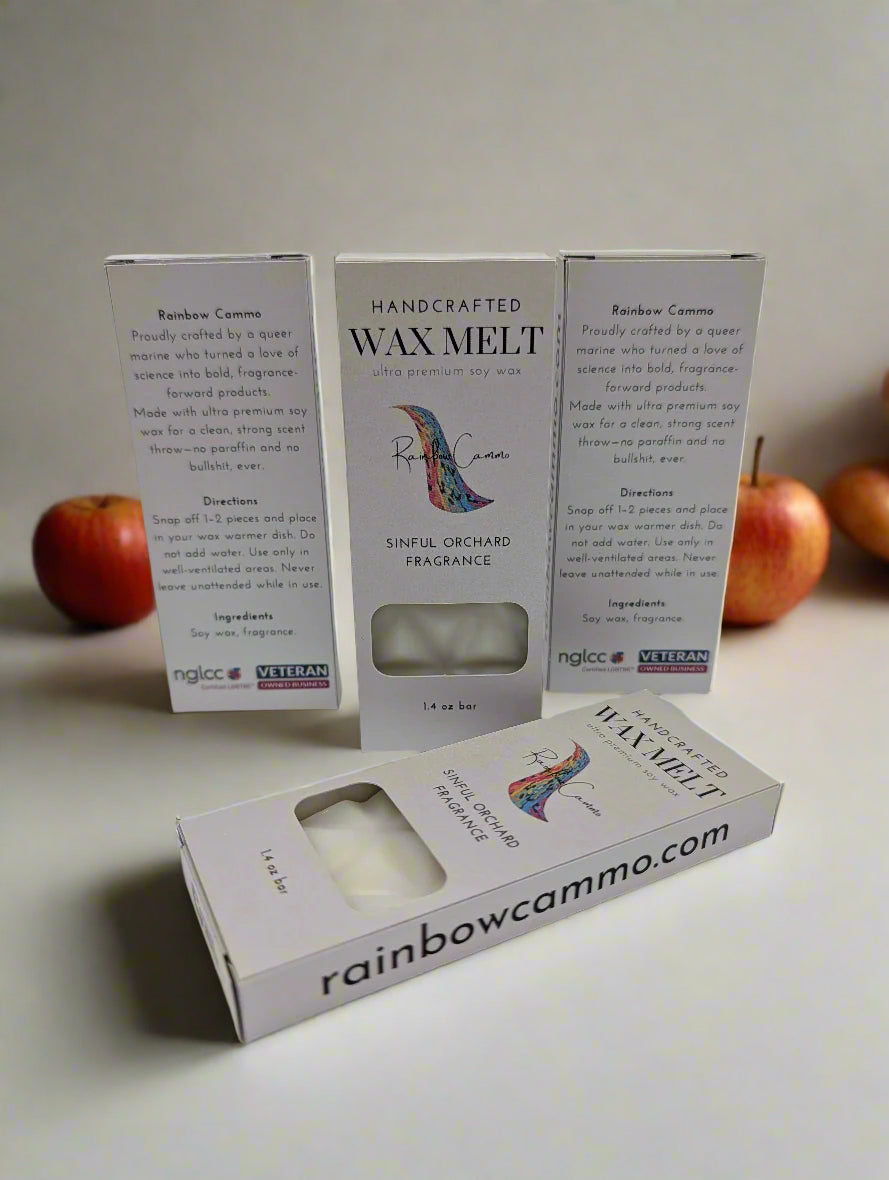 Rainbow Cammo
Proudly crafted by a queer
marine who turned a love of
science into bold, fragrance-
forward products.
Made with ultra premium soy
wax for a clean, strong scent
throw—no paraffin and no
bullshit, ever.
Directions
Snap off 1-2 pieces and place
in your wax warmer dish. Do
not add water. Use only in
well-ventilated areas. Never
leave unattended while in use.
Ingredients
Soy wax, fragrance.
nglcc
Certified LGBTBE
VETERAN
OWNED BUSINESS
HANDCRAFTED
WAX MELT
ultra premium soy wax
Rainbow Cammo
SINFUL ORCHARD
FRAGRANCE
1.4 oz bar
Rainbow Cammo
Proudly crafted by a queer
marine who turned a love of
science into bold, fragrance-
forward products.
Made with ultra premium soy
wax for a clean, strong scent
throw—no paraffin and no
bullshit, ever.
Directions
Snap off 1-2 pieces and place
in your wax warmer dish. Do
not add water. Use only in
well-ventilated areas. Never
leave unattended while in use.
Ingredients
Soy wax, fragrance.
nglcc
Certified LGBTBE
VETERAN
OWNED BUSINESS
HANDCRAFTED
WAX MELT
ultra premium soy wax
Rainbow Cammo
SINFUL ORCHARD
FRAGRANCE
1.4 oz bar
rainbowcammo.com